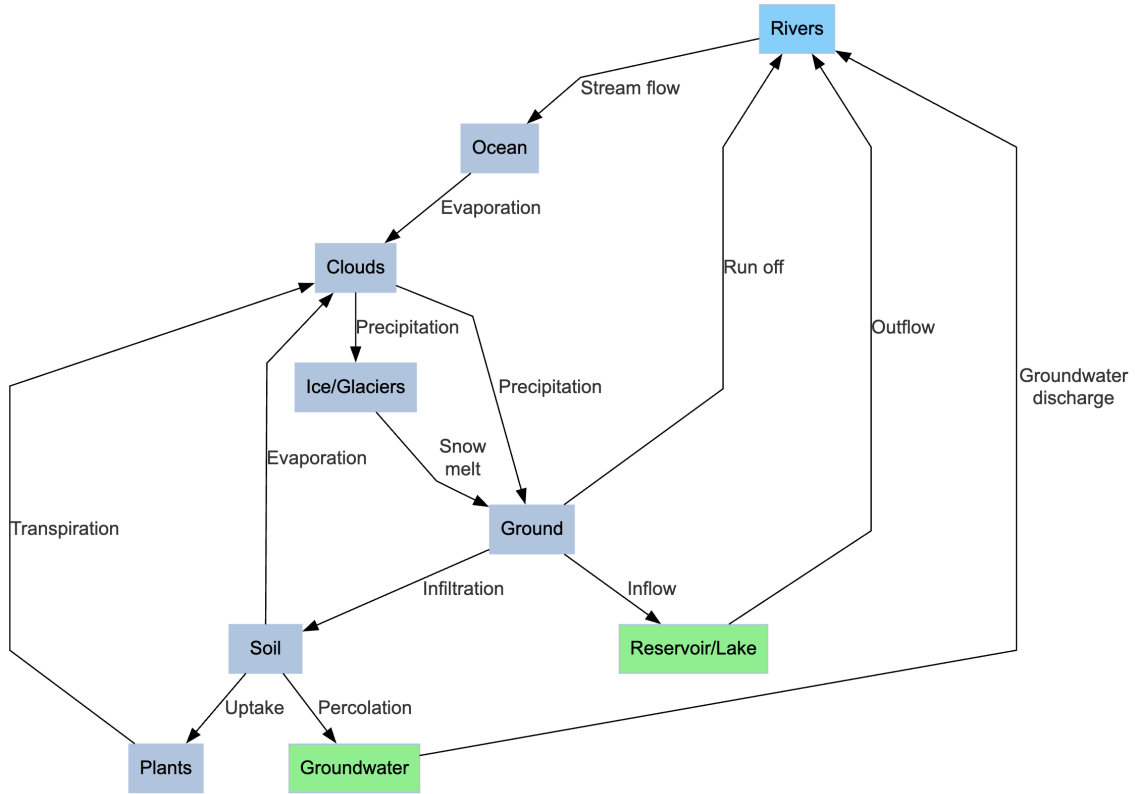 Rivers
Stream flow
Ocean
Evaporation
Clouds
Run off
Precipitation
Outflow
Ice/Glaciers
Precipitation
Groundwater
discharge
Snow
melt
Evaporation
Transpiration
Ground
Infiltration
Inflow
Soil
Reservoir/Lake
Uptake
Percolation
Plants
Groundwater